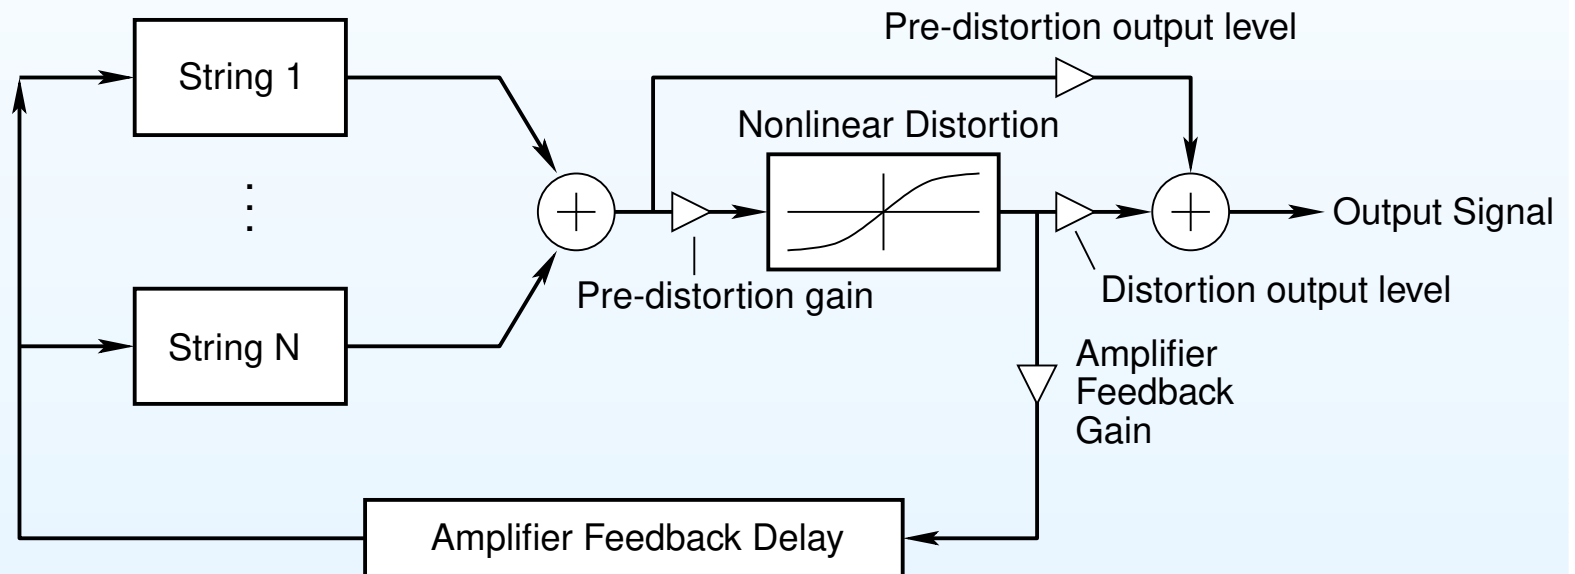 Pre-distortion output level
String 1
Nonlinear Distortion
Output Signal
Pre-distortion gain
Distortion output level
String N
Amplifier
Feedback
Gain
Amplifier Feedback Delay